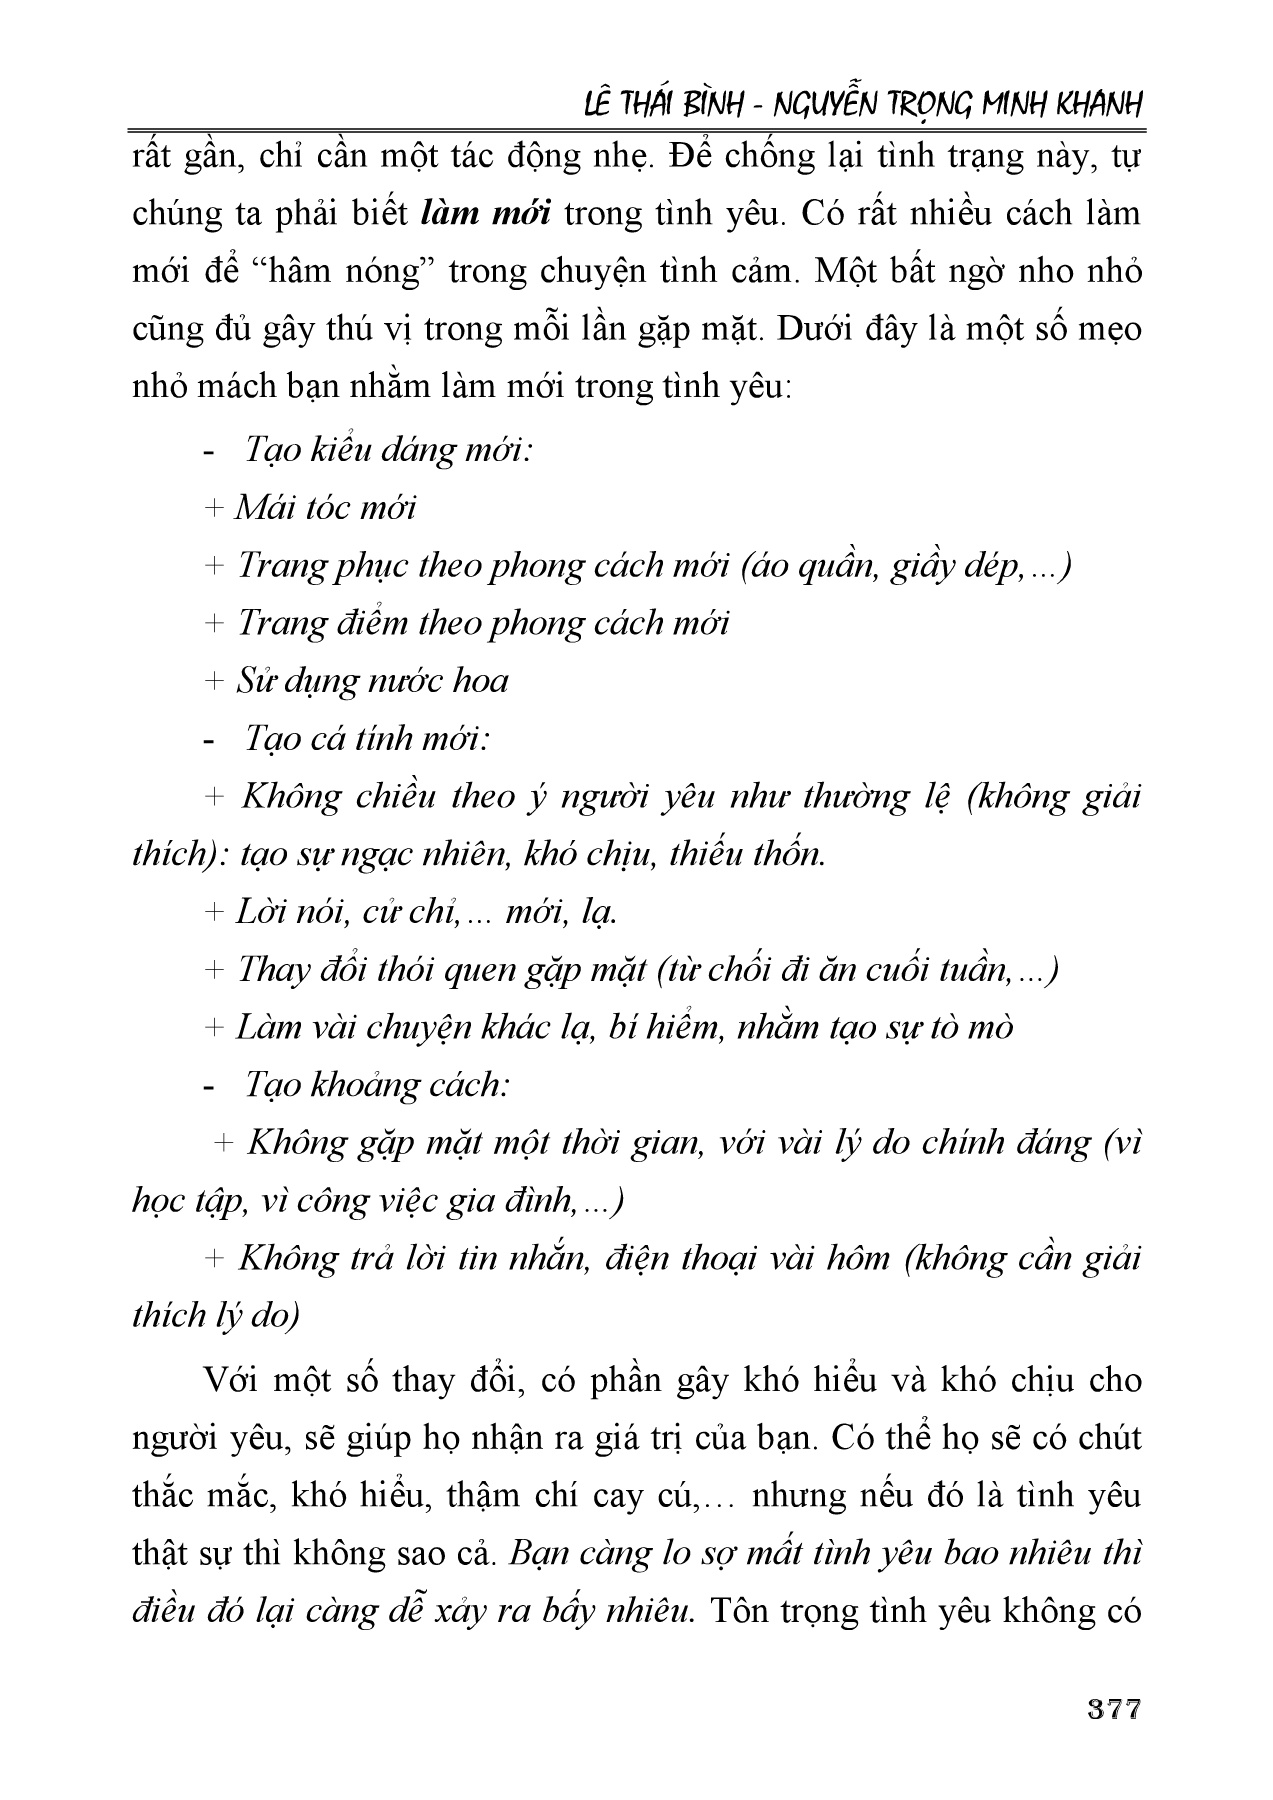 LÊ THÁI BÌNH - NGUYỄN TRỌNG MINH KHANH
rất gần, chỉ cần một tác động nhẹ. Để chống lại tình trạng này, tự
chúng ta phải biết làm mới trong tình yêu. Có rất nhiều cách làm
mới để “hâm nóng” trong chuyện tình cảm. Một bất ngờ nho nhỏ
cũng đủ gây thú vị trong mỗi lần gặp mặt. Dưới đây là một số mẹo
nhỏ mách bạn nhằm làm mới trong tình yêu:
- Tạo kiểu dáng mới:
+ Mái tóc mới
+ Trang phục theo phong cách mới (áo quần, giầy dép,…)
+ Trang điểm theo phong cách mới
+ Sử dụng nước hoa
- Tạo cá tính mới:
+ Không chiều theo ý người yêu như thường lệ (không giải
thích): tạo sự ngạc nhiên, khó chịu, thiếu thốn.
+ Lời nói, cử chỉ,… mới, lạ.
+ Thay đổi thói quen gặp mặt (từ chối đi ăn cuối tuần,…)
+ Làm vài chuyện khác lạ, bí hiểm, nhằm tạo sự tò mò
- Tạo khoảng cách:
+ Không gặp mặt một thời gian, với vài lý do chính đáng (vì
học tập, vì công việc gia đình,…)
+ Không trả lời tin nhắn, điện thoại vài hôm (không cần giải
thích lý do)
Với một số thay đổi, có phần gây khó hiểu và khó chịu cho
người yêu, sẽ giúp họ nhận ra giá trị của bạn. Có thể họ sẽ có chút
thắc mắc, khó hiểu, thậm chí cay cú,… nhưng nếu đó là tình yêu
thật sự thì không sao cả. Bạn càng lo sợ mất tình yêu bao nhiêu thì
điều đó lại càng dễ xảy ra bấy nhiêu. Tôn trọng tình yêu không có
377